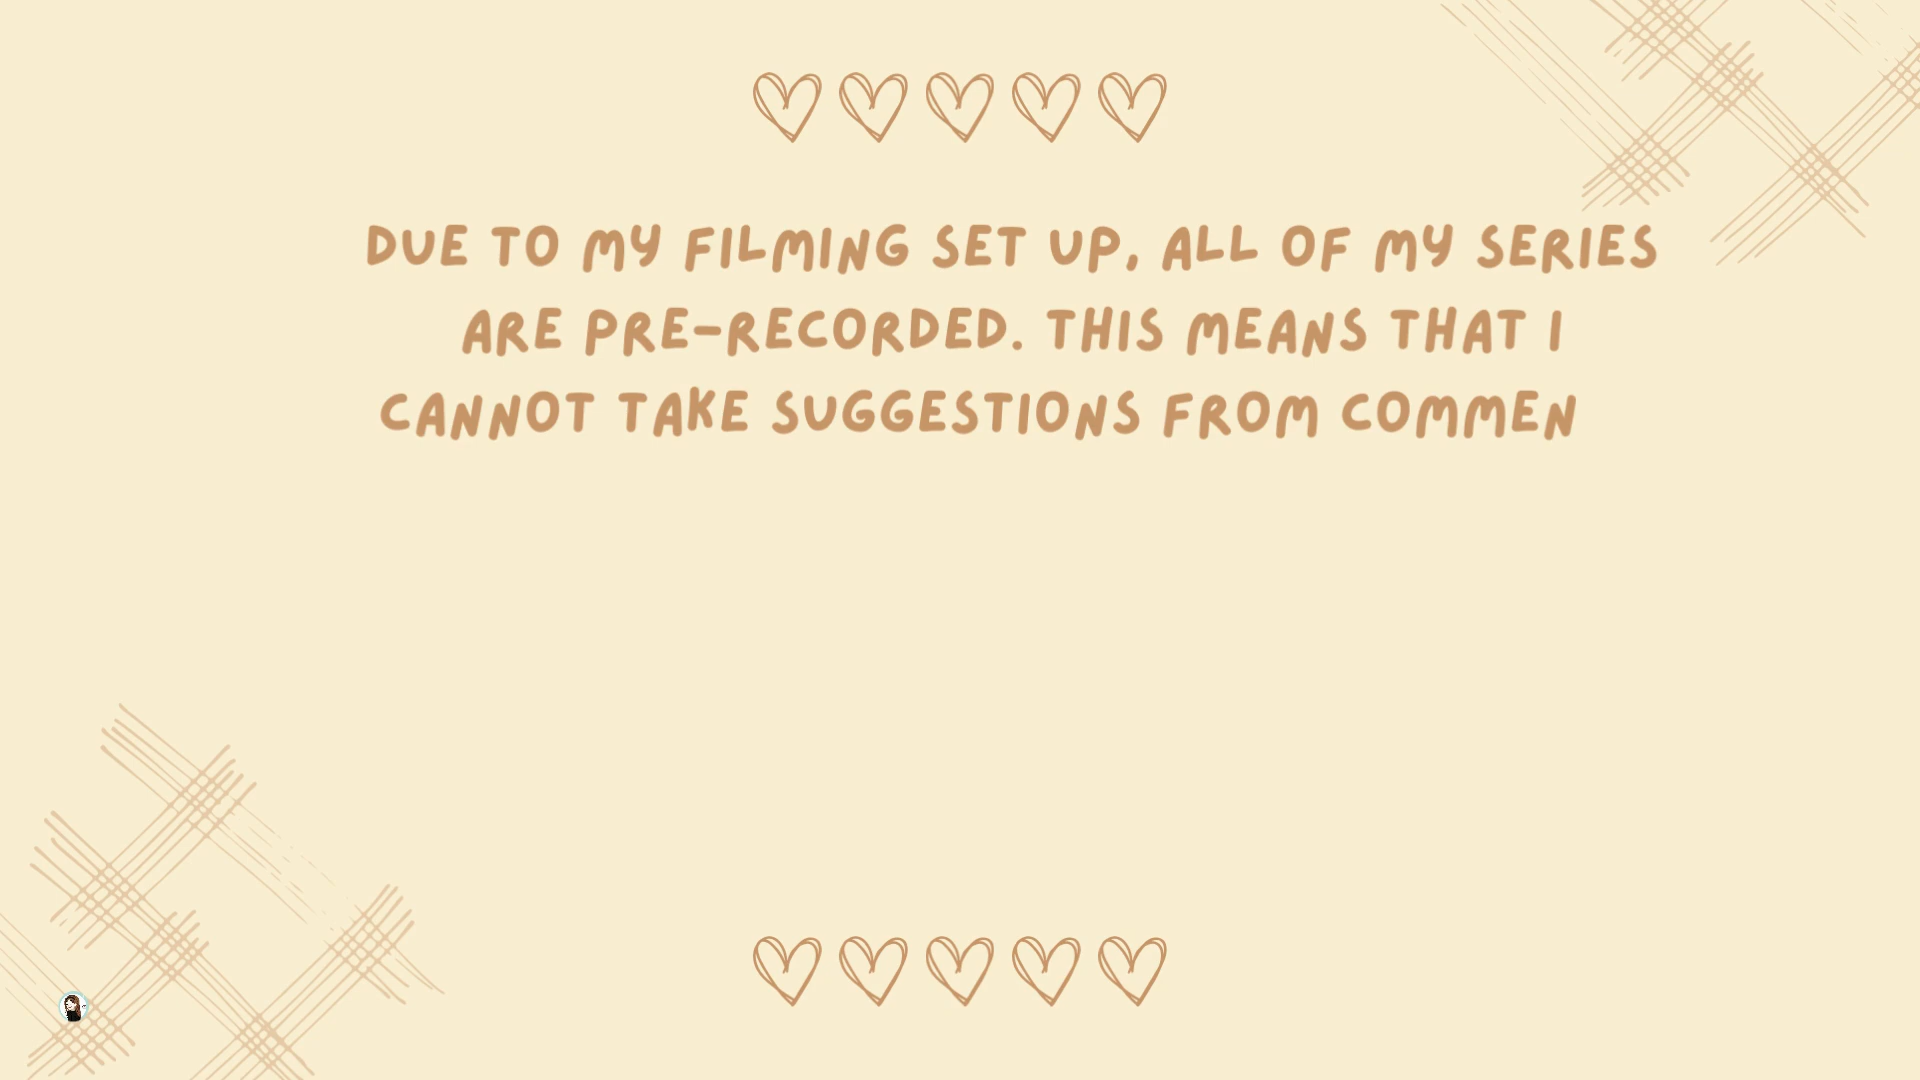 DUE TO MY FILMING SET UP, ALL OF MY SERIES
ARE PRE-RECORDED. THIS MEANS THAT I
CANNOT TAKE SUGGESTIONS FROM COMMEN